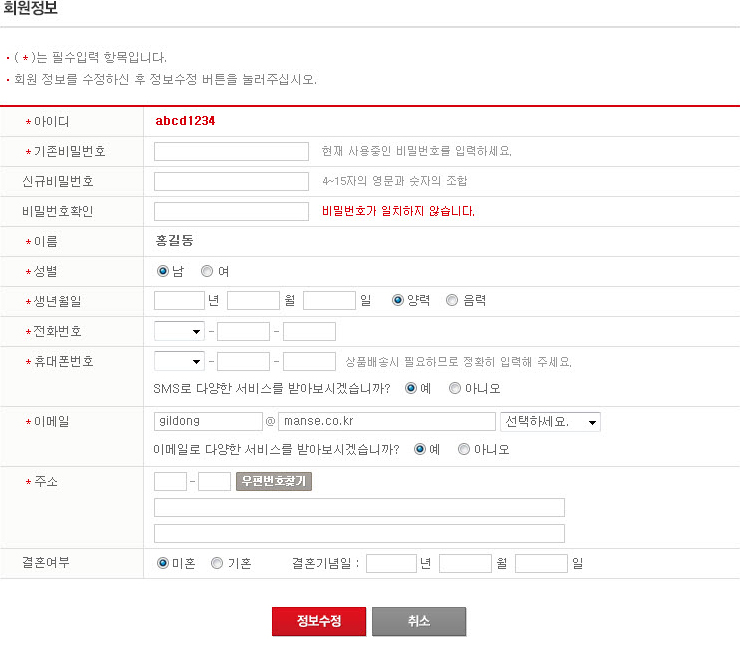 회원정보
• ( * )는 필수입력 항목입니다.
• 회원 정보를 수정하신 후 정보수정 버튼을 눌러주십시오.
* 아이디 abcd1234
* 기존비밀번호 현재 사용중인 비밀번호를 입력하세요.
신규비밀번호 4~15자의 영문과 숫자의 조합
비밀번호확인 비밀번호가 일치하지 않습니다.
* 이름 홍길동
* 성별 남 여
* 생년월일 년 월 일 양력 음력
* 전화번호 - -
* 휴대폰번호 - - 상품배송시 필요하므로 정확히 입력해 주세요.
SMS로 다양한 서비스를 받아보시겠습니까? 예 아니오
* 이메일 gildong @ manse.co.kr 선택하세요.
이메일로 다양한 서비스를 받아보시겠습니까? 예 아니오
* 주소 - 우편번호찾기
결혼여부 미혼 기혼 결혼기념일 : 년 월 일
정보수정 취소